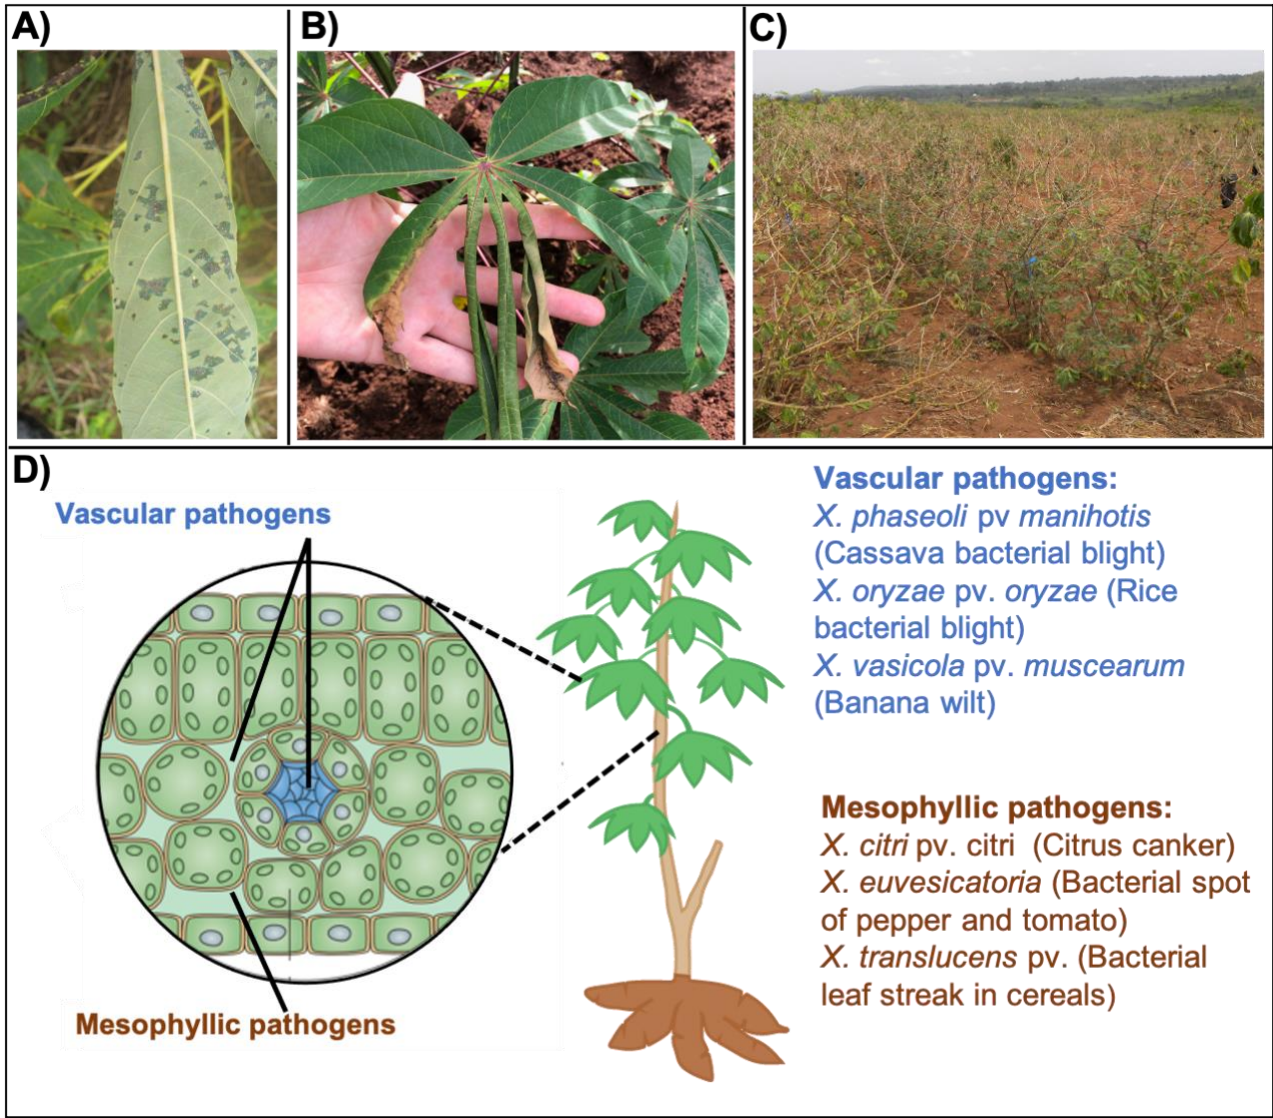 A)
B)
C)
D)
Vascular pathogens
Mesophyllic pathogens
Vascular pathogens:
X. phaseoli pv manihotis
(Cassava bacterial blight)
X. oryzae pv. oryzae (Rice
bacterial blight)
X. vasicola pv. muscearum
(Banana wilt)
Mesophyllic pathogens:
X. citri pv. citri (Citrus canker)
X. euvesicatoria (Bacterial spot
of pepper and tomato)
X. translucens pv. (Bacterial
leaf streak in cereals)